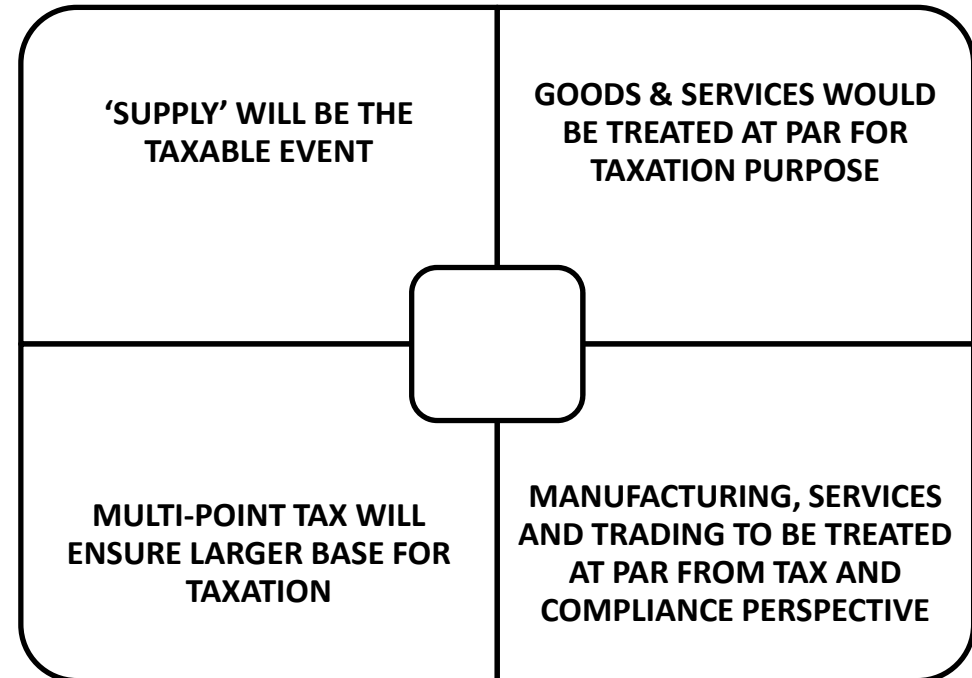 ‘SUPPLY’ WILL BE THE
TAXABLE EVENT
GOODS & SERVICES WOULD
BE TREATED AT PAR FOR
TAXATION PURPOSE
MULTI-POINT TAX WILL
ENSURE LARGER BASE FOR
TAXATION
MANUFACTURING, SERVICES
AND TRADING TO BE TREATED
AT PAR FROM TAX AND
COMPLIANCE PERSPECTIVE